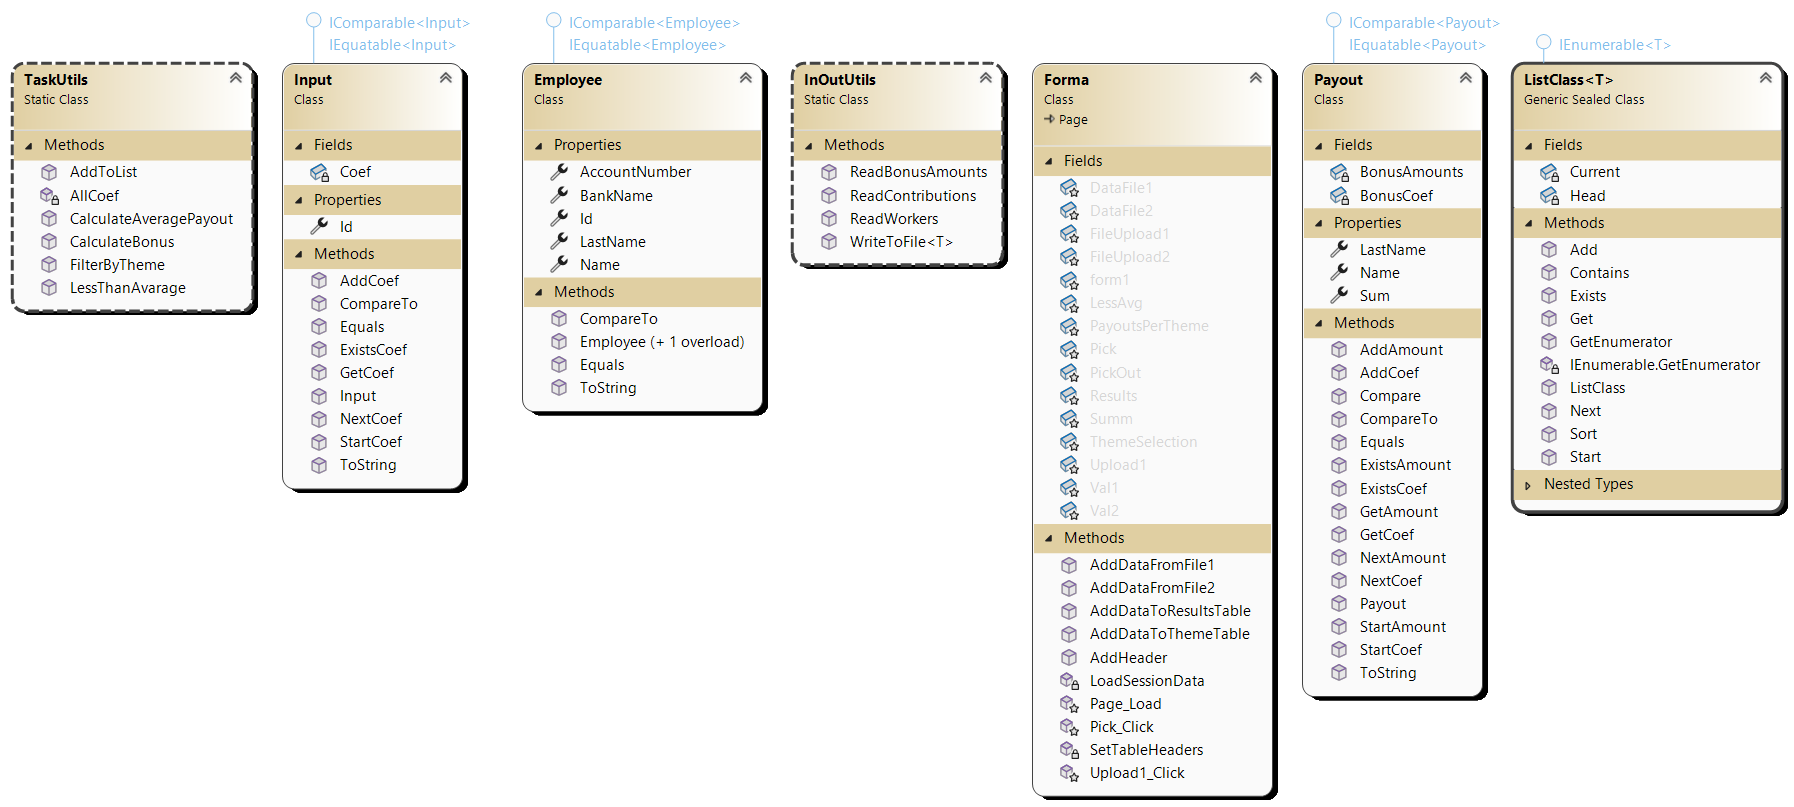 TaskUtils
Static Class
Methods
AddToList
AllCoef
CalculateAveragePayout
CalculateBonus
FilterByTheme
LessThanAvarage
IComparable<Input>
IEquatable<Input>
Input
Class
Fields
Coef
Properties
Id
Methods
AddCoef
CompareTo
Equals
ExistsCoef
GetCoef
Input
NextCoef
StartCoef
ToString
IComparable<Employee>
IEquatable<Employee>
Employee
Class
Properties
AccountNumber
BankName
Id
LastName
Name
Methods
CompareTo
Employee (+ 1 overload)
Equals
ToString
InOutUtils
Static Class
Methods
ReadBonusAmounts
ReadContributions
ReadWorkers
WriteToFile<T>
Forma
Class
Page
Fields
DataFile1
DataFile2
FileUpload1
FileUpload2
form1
LessAvg
PayoutsPerTheme
Pick
PickOut
Results
Summ
ThemeSelection
Upload1
Val1
Val2
Methods
AddDataFromFile1
AddDataFromFile2
AddDataToResultsTable
AddDataToThemeTable
AddHeader
LoadSessionData
Page_Load
Pick_Click
SetTableHeaders
Upload1_Click
IComparable<Payout>
IEquatable<Payout>
Payout
Class
Fields
BonusAmounts
BonusCoef
Properties
LastName
Name
Sum
Methods
AddAmount
AddCoef
Compare
CompareTo
Equals
ExistsAmount
ExistsCoef
GetAmount
GetCoef
NextAmount
NextCoef
Payout
StartAmount
StartCoef
ToString
IEnumerable<T>
ListClass<T>
Generic Sealed Class
Fields
Current
Head
Methods
Add
Contains
Exists
Get
GetEnumerator
IEnumerable.GetEnumerator
ListClass
Next
Sort
Start
Nested Types